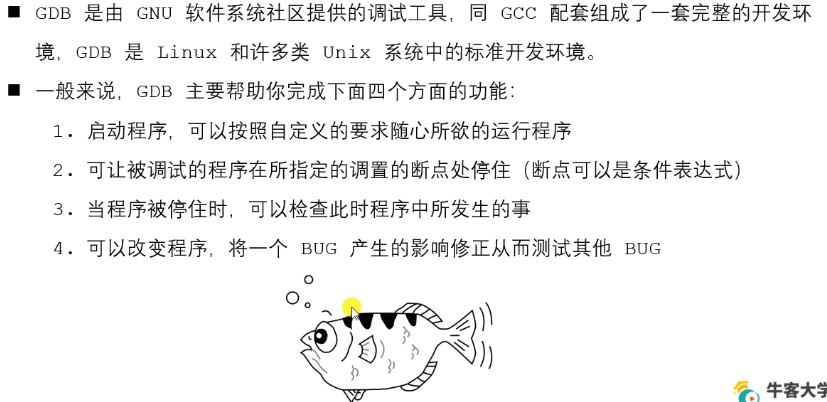 ■ GDB 是由 GNU 软件系统社区提供的调试工具，同 GCC 配套组成了一套完整的开发环
境，GDB 是 Linux 和许多类 Unix 系统中的标准开发环境。
■ 一般来说，GDB 主要帮助你完成下面四个方面的功能：
1. 启动程序，可以按照自定义的要求随心所欲的运行程序
2. 可让被调试的程序在所指定的调置的断点处停住（断点可以是条件表达式）
3. 当程序被停住时，可以检查此时程序中所发生的事
4. 可以改变程序，将一个 BUG 产生的影响修正从而测试其他 BUG
牛客大学